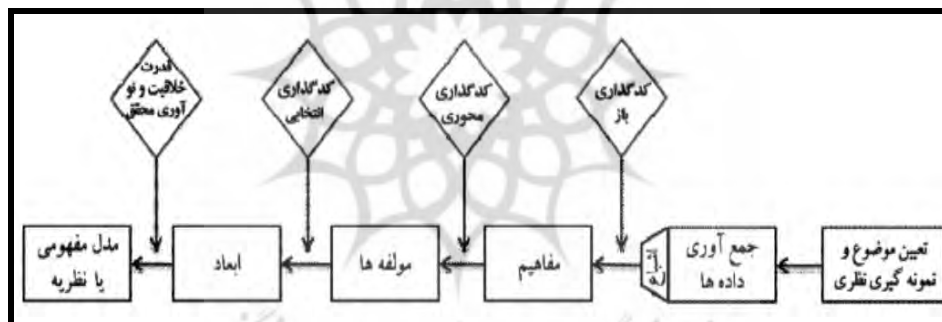 کدگذاری
باز
کدگذاری
محوری
کدگذاری
انتخابی
قدرت
خلاقیت و نو
آوری محقق
تعیین موضوع و
نمونه گیری نظری
جمع آوری
داده ها
اشباع
مفاهیم
مولفه ها
ابعاد
مدل مفهومی
یا نظریه